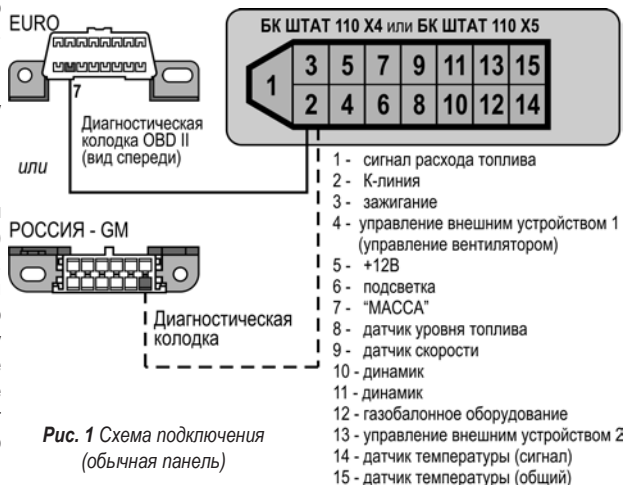 EURO
7
Диагностическая
колодка OBD II
(вид спереди)
или
РОССИЯ - GM
Диагностическая
колодка
Рис. 1 Схема подключения
(обычная панель)
БК ШТАТ 110 X4 или БК ШТАТ 110 X5
1
3 5 7 9 11 13 15
2 4 6 8 10 12 14
1 - сигнал расхода топлива
2 - К-линия
3 - зажигание
4 - управление внешним устройством 1
(управление вентилятором)
5 - +12В
6 - подсветка
7 - “МАССА”
8 - датчик уровня топлива
9 - датчик скорости
10 - динамик
11 - динамик
12 - газобалонное оборудование
13 - управление внешним устройством 2
14 - датчик температуры (сигнал)
15 - датчик температуры (общий)